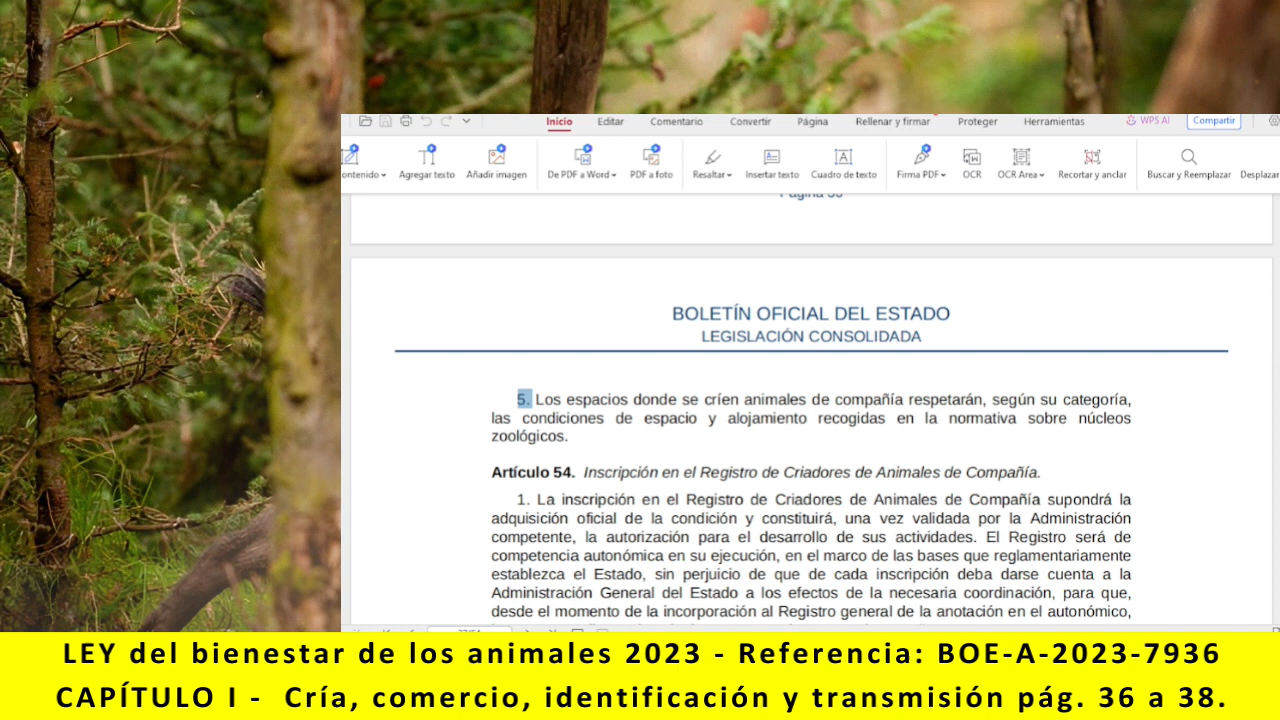 Inicio Editar Comentario Convertir Página Rellenar y firmar Proteger Herramientas WPS AI Compartir
ontenido Agregar texto Añadir imagen De PDF a Word PDF a foto Resaltar Insertar texto Cuadro de texto Firma PDF OCR OCR Area Recortar y anclar Buscar y Reemplazar Desplazar
BOLETÍN OFICIAL DEL ESTADO
LEGISLACIÓN CONSOLIDADA
5. Los espacios donde se críen animales de compañía respetarán, según su categoría,
las condiciones de espacio y alojamiento recogidas en la normativa sobre núcleos
zoológicos.
Artículo 54. Inscripción en el Registro de Criadores de Animales de Compañía.
1. La inscripción en el Registro de Criadores de Animales de Compañía supondrá la
adquisición oficial de la condición y constituirá, una vez validada por la Administración
competente, la autorización para el desarrollo de sus actividades. El Registro será de
competencia autonómica en su ejecución, en el marco de las bases que reglamentariamente
establezca el Estado, sin perjuicio de que de cada inscripción deba darse cuenta a la
Administración General del Estado a los efectos de la necesaria coordinación, para que,
desde el momento de la incorporación al Registro general de la anotación en el autonómico,
LEY del bienestar de los animales 2023 - Referencia: BOE-A-2023-7936
CAPÍTULO I - Cría, comercio, identificación y transmisión pág. 36 a 38.